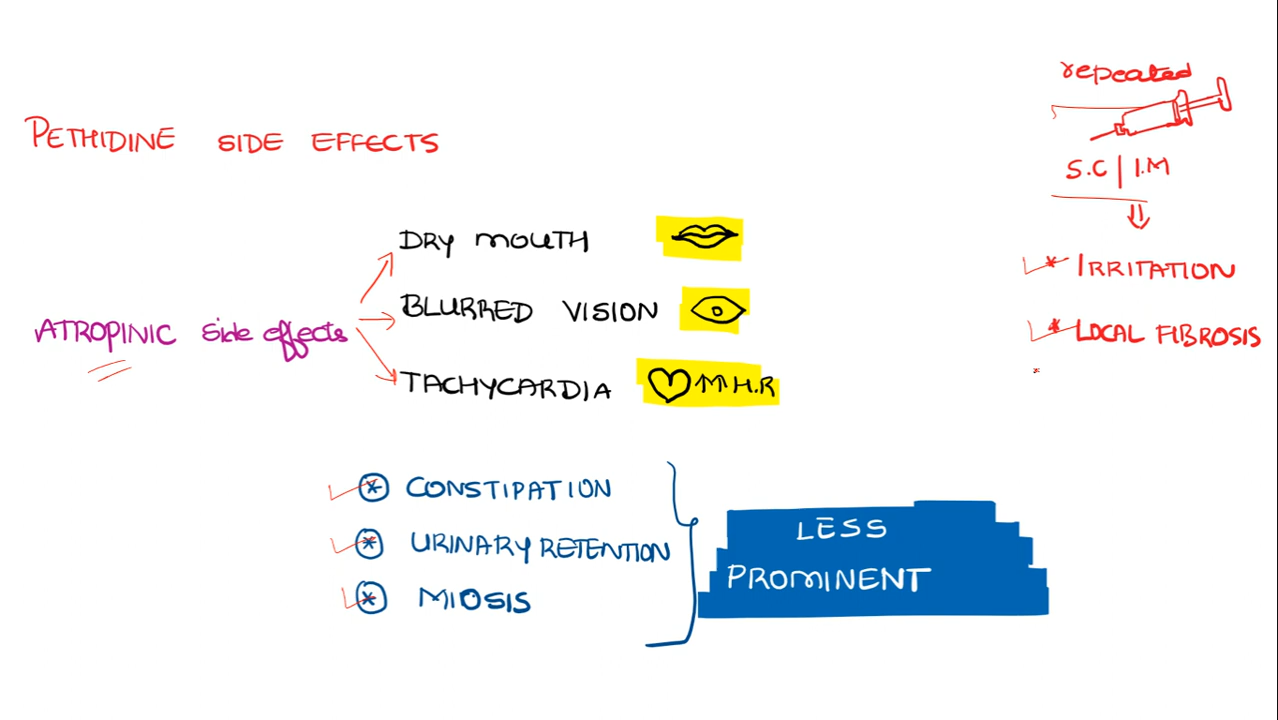 repeated
PETHIDINE SIDE EFFECTS
S.C | I.M
DRY MOUTH
* IRRITATION
BLURRED VISION
ATROPINIC Side effects
* LOCAL FIBROSIS
TACHYCARDIA ↑↑ H.R
* CONSTIPATION
* URINARY RETENTION
* MIOSIS
LESS
PROMINENT